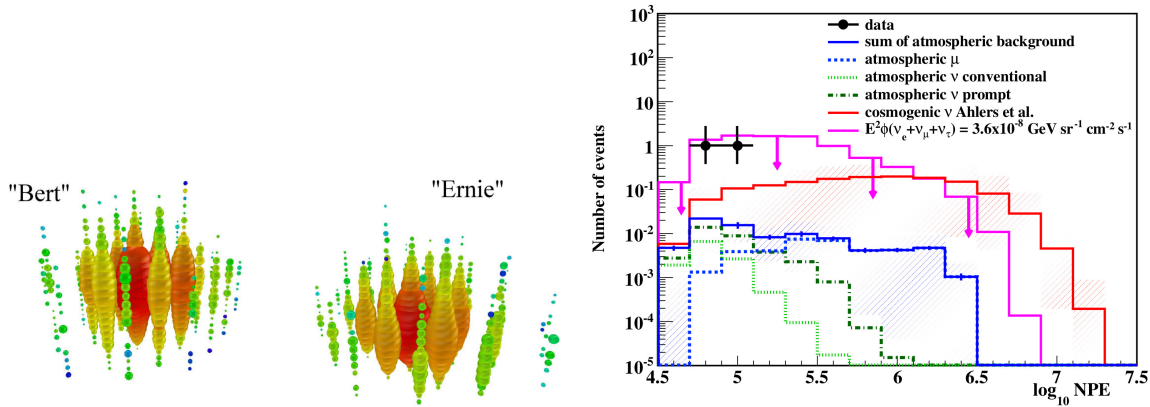 "Bert"
"Ernie"
Number of events
10³
10²
10
1
10⁻¹
10⁻²
10⁻³
10⁻⁴
10⁻⁵
data
sum of atmospheric background
atmospheric μ
atmospheric ν conventional
atmospheric ν prompt
cosmogenic ν Ahlers et al.
E²ϕ(νₑ+ν_μ+ν_τ) = 3.6x10⁻⁸ GeV sr⁻¹ cm⁻² s⁻¹
4.5 5 5.5 6 6.5 7 7.5
log₁₀ NPE